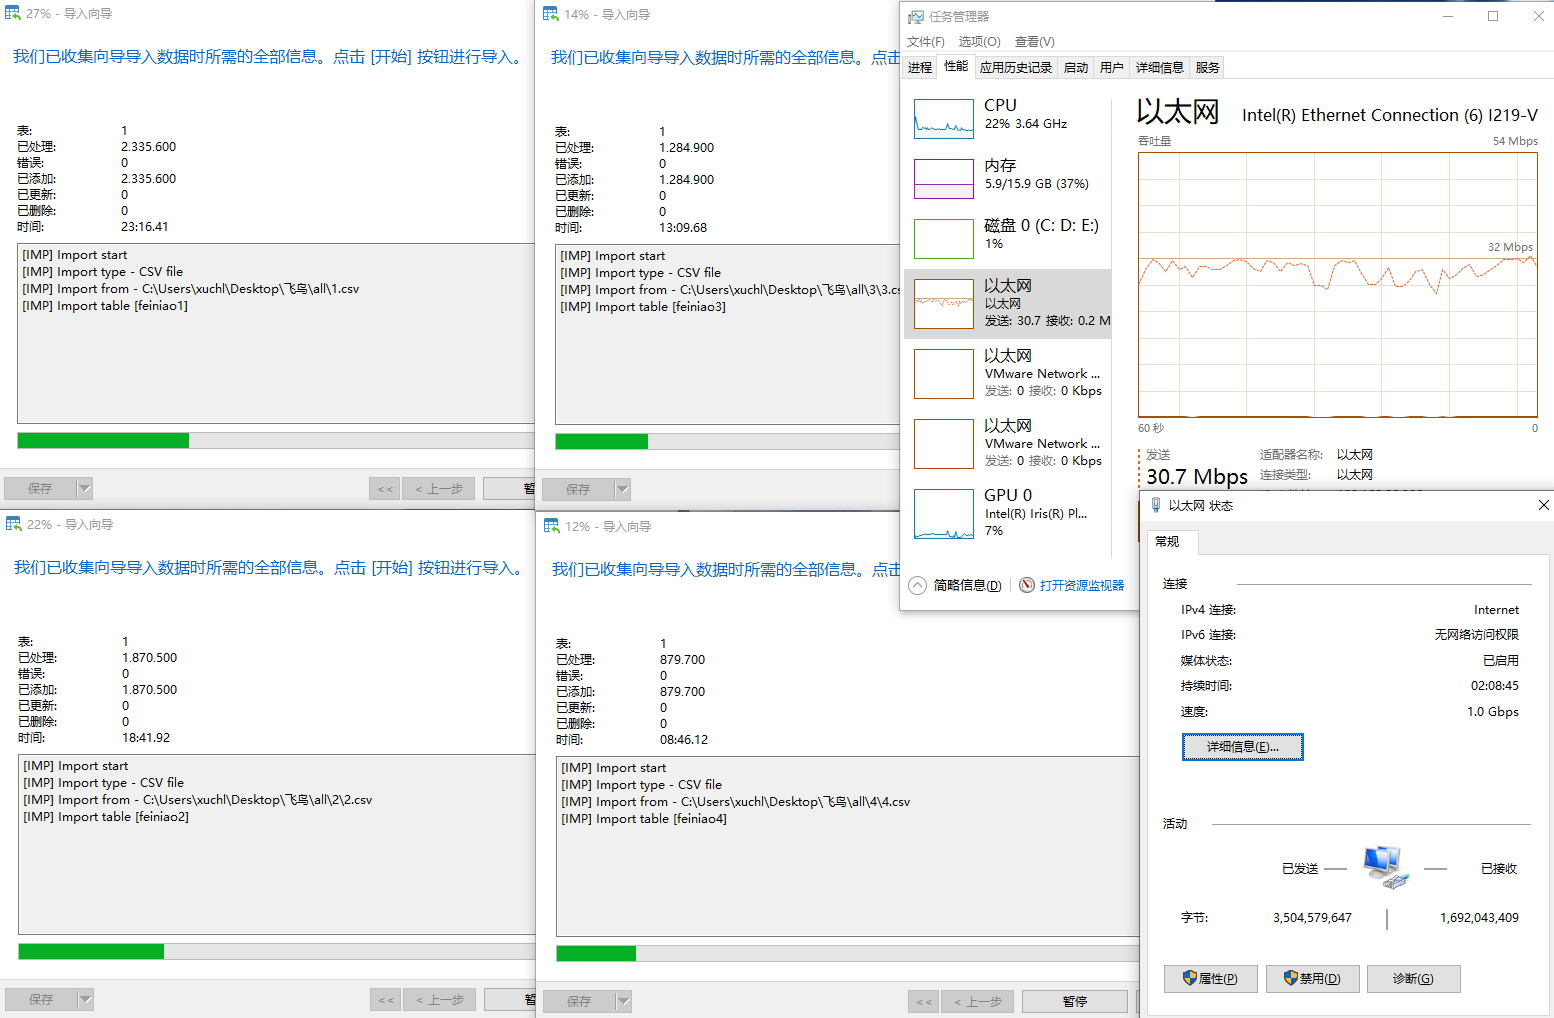 27% - 导入向导
我们已收集向导导入数据时所需的全部信息。点击 [开始] 按钮进行导入。
表: 1
已处理: 2.335.600
错误: 0
已添加: 2.335.600
已更新: 0
已删除: 0
时间: 23:16.41
[IMP] Import start
[IMP] Import type - CSV file
[IMP] Import from - C:\Users\xuchl\Desktop\飞鸟\all\1.csv
[IMP] Import table [feiniao1]
保存
<<
< 上一步
暂
14% - 导入向导
我们已收集向导导入数据时所需的全部信息。点击
表: 1
已处理: 1.284.900
错误: 0
已添加: 1.284.900
已更新: 0
已删除: 0
时间: 13:09.68
[IMP] Import start
[IMP] Import type - CSV file
[IMP] Import from - C:\Users\xuchl\Desktop\飞鸟\all\3\3.cs
[IMP] Import table [feiniao3]
保存
22% - 导入向导
我们已收集向导导入数据时所需的全部信息。点击 [开始] 按钮进行导入。
表: 1
已处理: 1.870.500
错误: 0
已添加: 1.870.500
已更新: 0
已删除: 0
时间: 18:41.92
[IMP] Import start
[IMP] Import type - CSV file
[IMP] Import from - C:\Users\xuchl\Desktop\飞鸟\all\2\2.csv
[IMP] Import table [feiniao2]
保存
<<
< 上一步
暂
12% - 导入向导
我们已收集向导导入数据时所需的全部信息。点击
表: 1
已处理: 879.700
错误: 0
已添加: 879.700
已更新: 0
已删除: 0
时间: 08:46.12
[IMP] Import start
[IMP] Import type - CSV file
[IMP] Import from - C:\Users\xuchl\Desktop\飞鸟\all\4\4.csv
[IMP] Import table [feiniao4]
保存
<<
< 上一步
暂停
任务管理器
文件(F) 选项(O) 查看(V)
进程 性能 应用历史记录 启动 用户 详细信息 服务
CPU
22% 3.64 GHz
内存
5.9/15.9 GB (37%)
磁盘 0 (C: D: E:)
1%
以太网
以太网
发送: 30.7 接收: 0.2 M
以太网
VMware Network ...
发送: 0 接收: 0 Kbps
以太网
VMware Network ...
发送: 0 接收: 0 Kbps
GPU 0
Intel(R) Iris(R) Pl...
7%
简略信息(D)
打开资源监视器
以太网 Intel(R) Ethernet Connection (6) I219-V
吞吐量 54 Mbps
32 Mbps
60 秒 0
发送
30.7 Mbps
适配器名称: 以太网
连接类型: 以太网
以太网 状态
常规
连接
IPv4 连接: Internet
IPv6 连接: 无网络访问权限
媒体状态: 已启用
持续时间: 02:08:45
速度: 1.0 Gbps
详细信息(E)...
活动
已发送 已接收
字节: 3,504,579,647 1,692,043,409
属性(P) 禁用(D) 诊断(G)